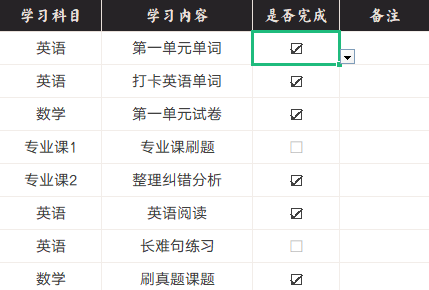 学习科目 学习内容 是否完成 备注
英语 第一单元单词 ☑
英语 打卡英语单词 ☑
数学 第一单元试卷 ☑
专业课1 专业课刷题 ☐
专业课2 整理纠错分析 ☑
英语 英语阅读 ☑
英语 长难句练习 ☐
数学 刷真题课题 ☑